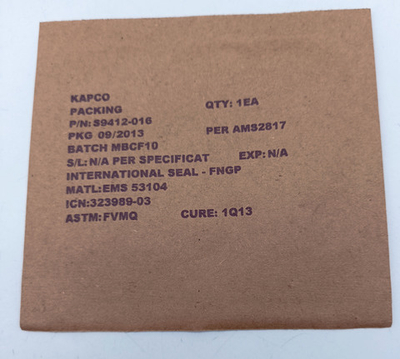 KAPCO
PACKING QTY: 1EA
P/N: S9412-016
PKG 09/2013 PER AMS2817
BATCH MBCF10
S/L: N/A PER SPECIFICAT EXP: N/A
INTERNATIONAL SEAL - FNGP
MATL:EMS 53104
ICN:323989-03
ASTM:FVMQ CURE: 1Q13